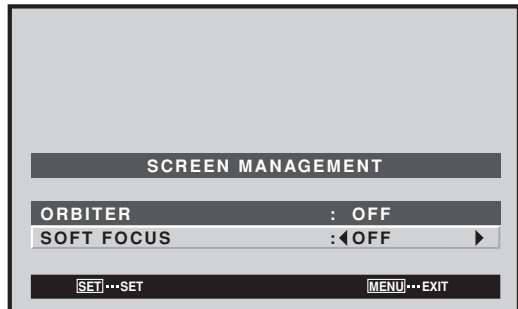 SCREEN MANAGEMENT
ORBITER : OFF
SOFT FOCUS :◀OFF ▶
SET···SET MENU···EXIT